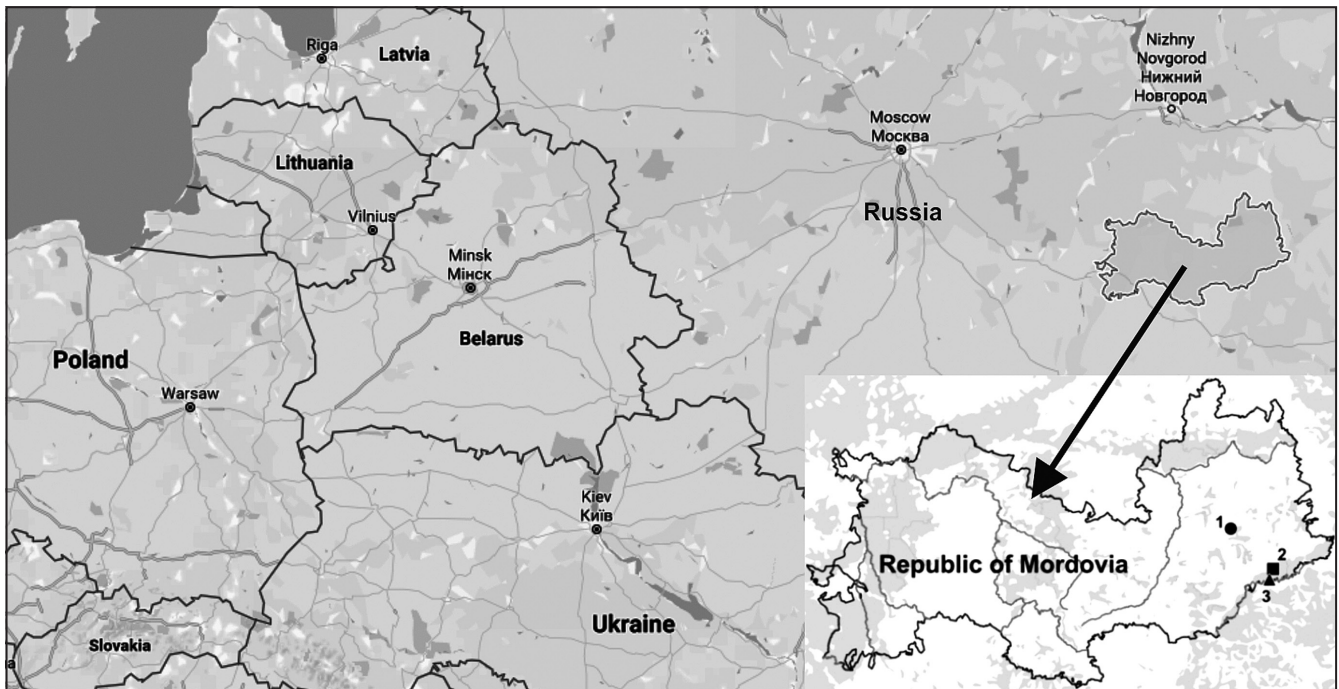 Riga
Latvia
Nizhny
Novgorod
Нижний
Новгород
Moscow
Москва
Lithuania
Russia
Vilnius
Minsk
Мінск
Belarus
Poland
Warsaw
Kiev
Київ
1
Republic of Mordovia
2
3
Ukraine
Slovakia
a